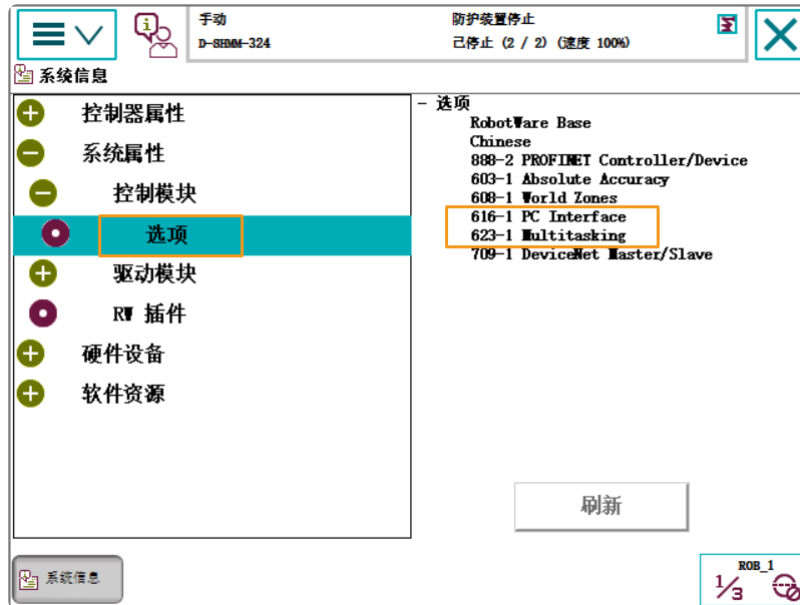 手动
D-SHMM-324
防护装置停止
已停止 (2 / 2) (速度 100%)
系统信息
控制器属性
系统属性
控制模块
选项
驱动模块
RW 插件
硬件设备
软件资源
- 选项
RobotWare Base
Chinese
888-2 PROFINET Controller/Device
603-1 Absolute Accuracy
608-1 World Zones
616-1 PC Interface
623-1 Multitasking
709-1 DeviceNet Master/Slave
刷新
系统信息
ROB_1
1/3